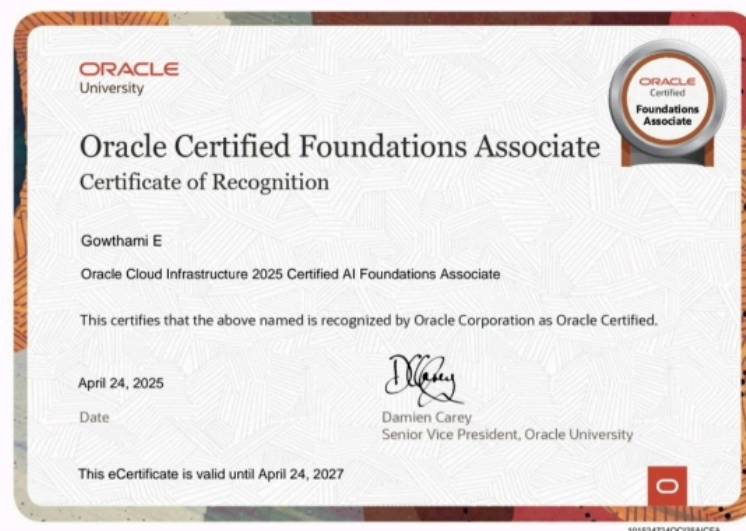 ORACLE
University
ORACLE
Certified
Foundations
Associate
Oracle Certified Foundations Associate
Certificate of Recognition
Gowthami E
Oracle Cloud Infrastructure 2025 Certified AI Foundations Associate
This certifies that the above named is recognized by Oracle Corporation as Oracle Certified.
April 24, 2025
Date
Damien Carey
Senior Vice President, Oracle University
This eCertificate is valid until April 24, 2027